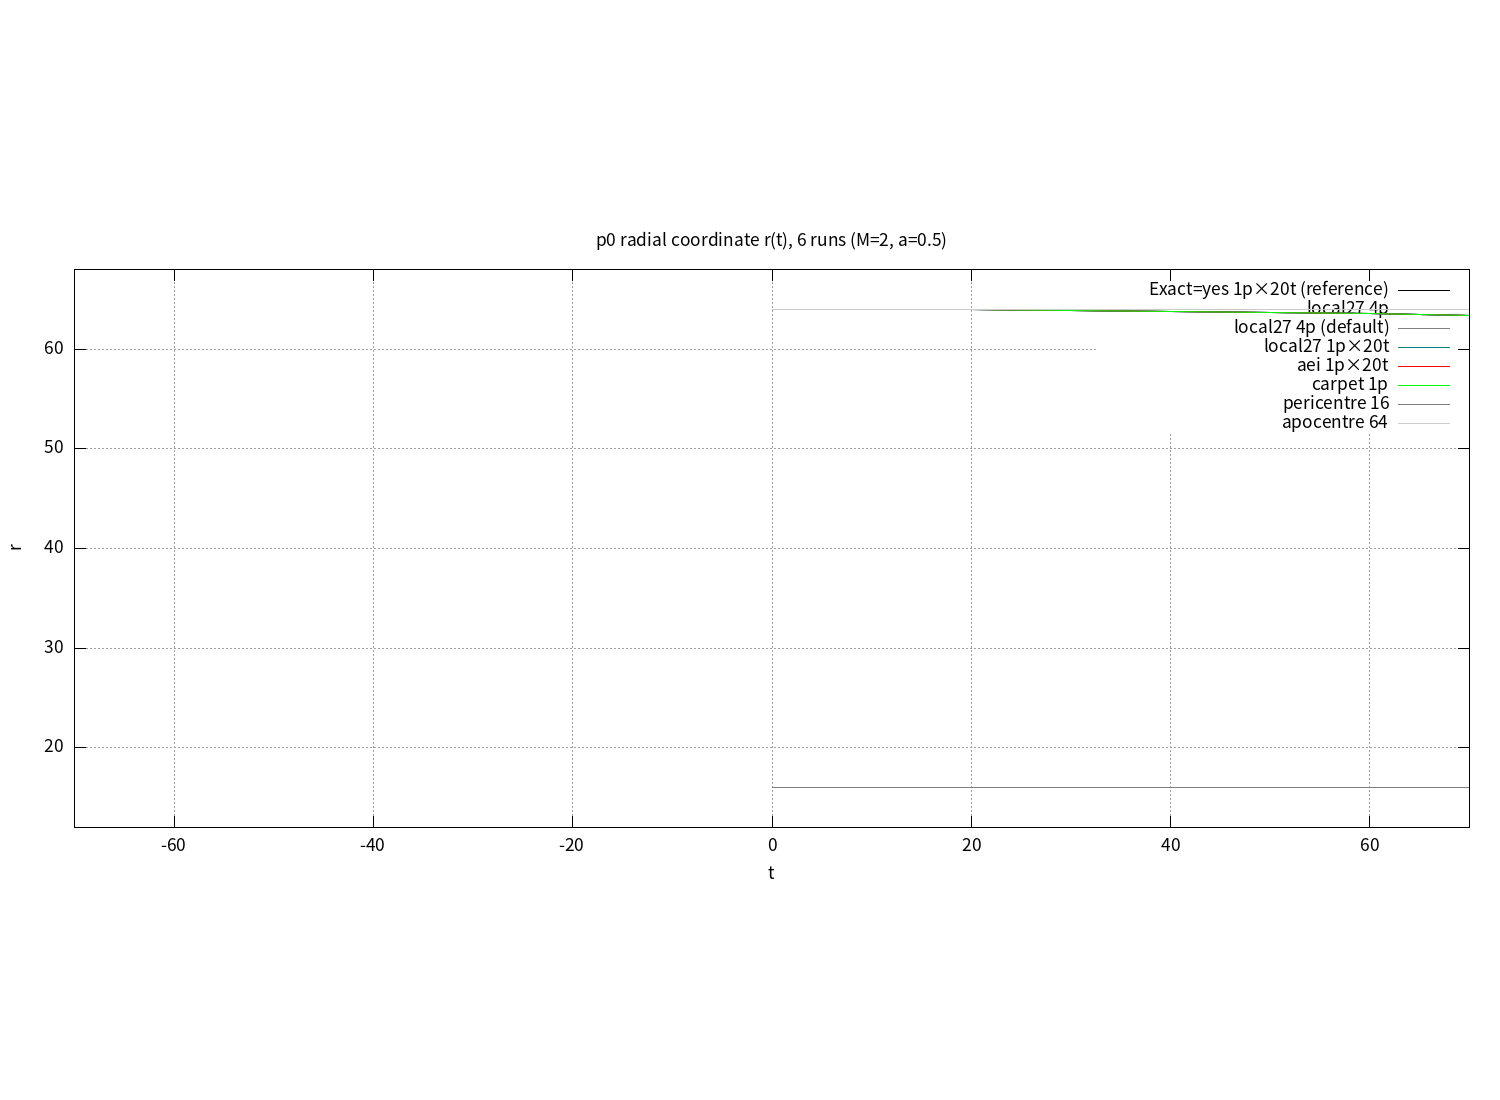 p0 radial coordinate r(t), 6 runs (M=2, a=0.5)
Exact=yes 1p×20t (reference)
local27 4p
local27 4p (default)
local27 1p×20t
aei 1p×20t
carpet 1p
pericentre 16
apocentre 64
60
50
40
30
20
r
-60 -40 -20 0 20 40 60
t